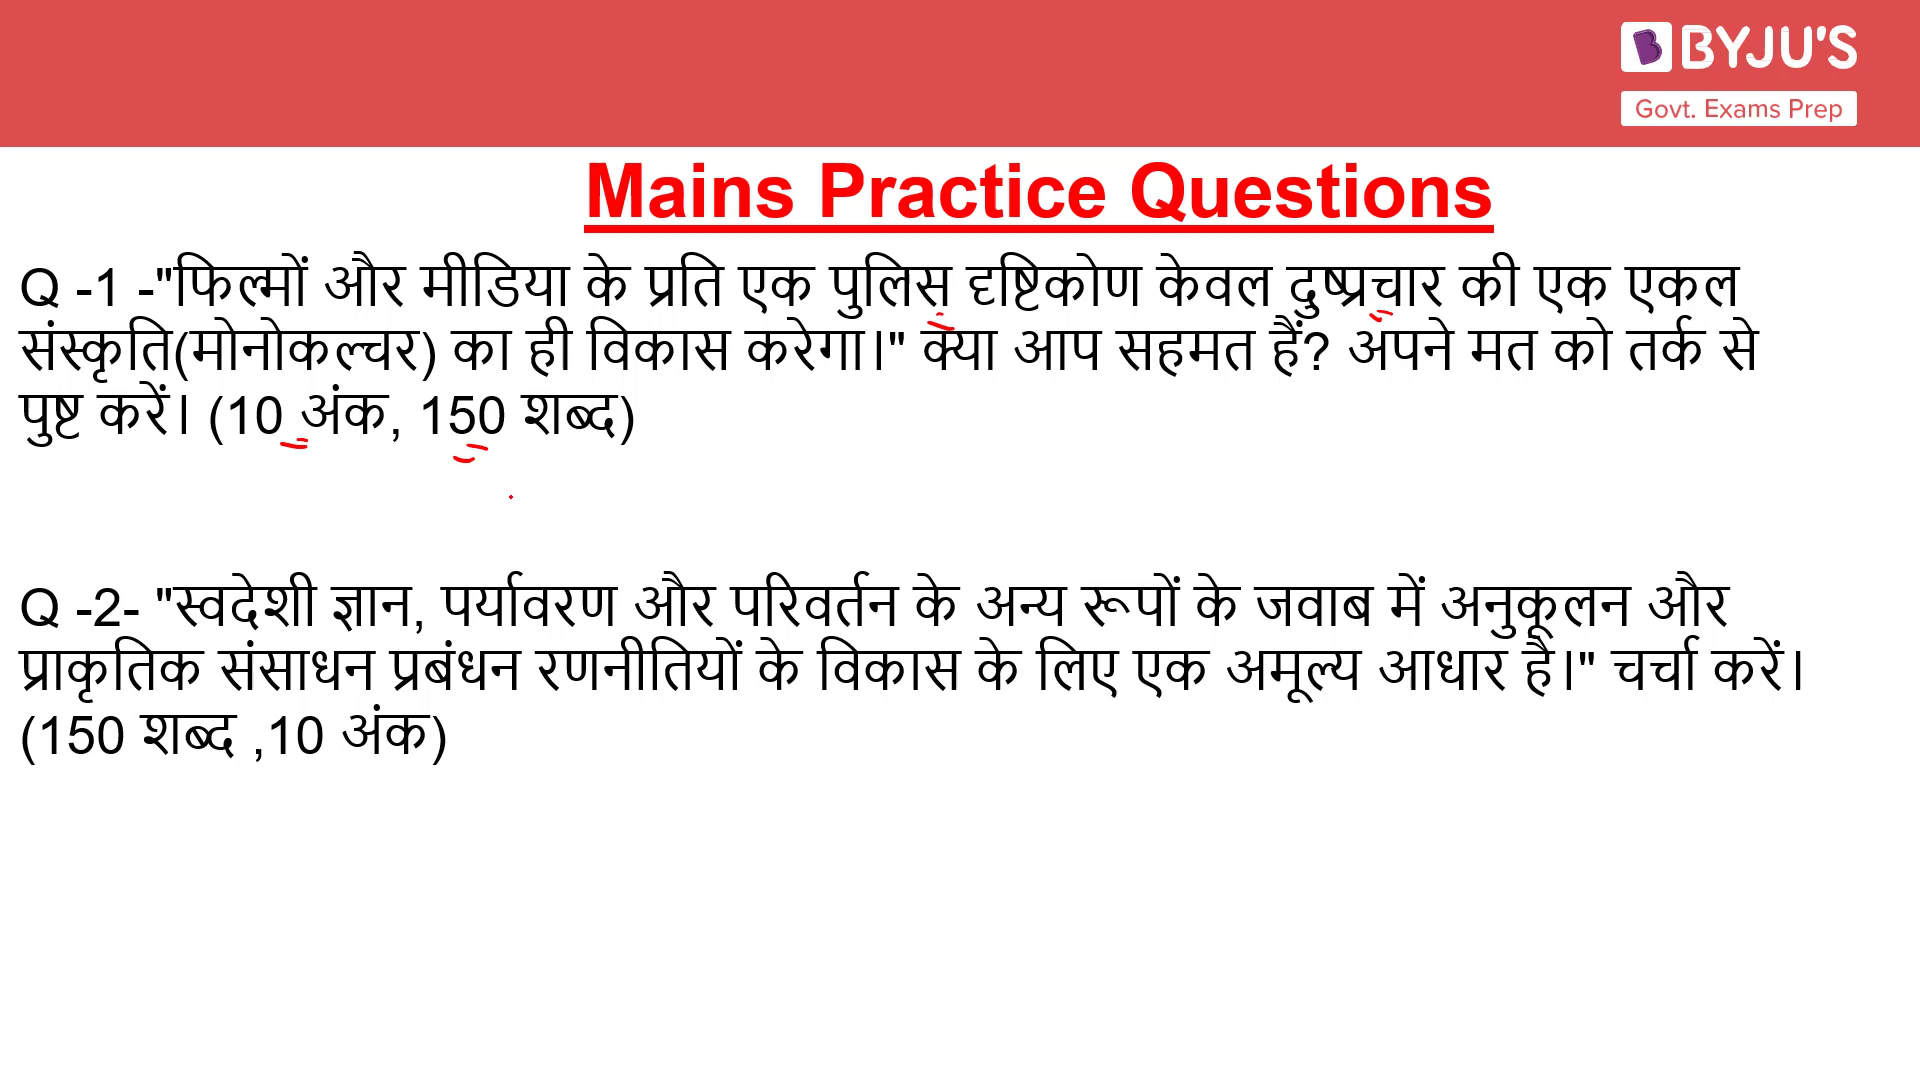 BYJU'S
Govt. Exams Prep
Mains Practice Questions
Q -1 -"फिल्मों और मीडिया के प्रति एक पुलिस दृष्टिकोण केवल दुष्प्रचार की एक एकल
संस्कृति(मोनोकल्चर) का ही विकास करेगा।" क्या आप सहमत हैं? अपने मत को तर्क से
पुष्ट करें। (10 अंक, 150 शब्द)
Q -2- "स्वदेशी ज्ञान, पर्यावरण और परिवर्तन के अन्य रूपों के जवाब में अनुकूलन और
प्राकृतिक संसाधन प्रबंधन रणनीतियों के विकास के लिए एक अमूल्य आधार है।" चर्चा करें।
(150 शब्द ,10 अंक)